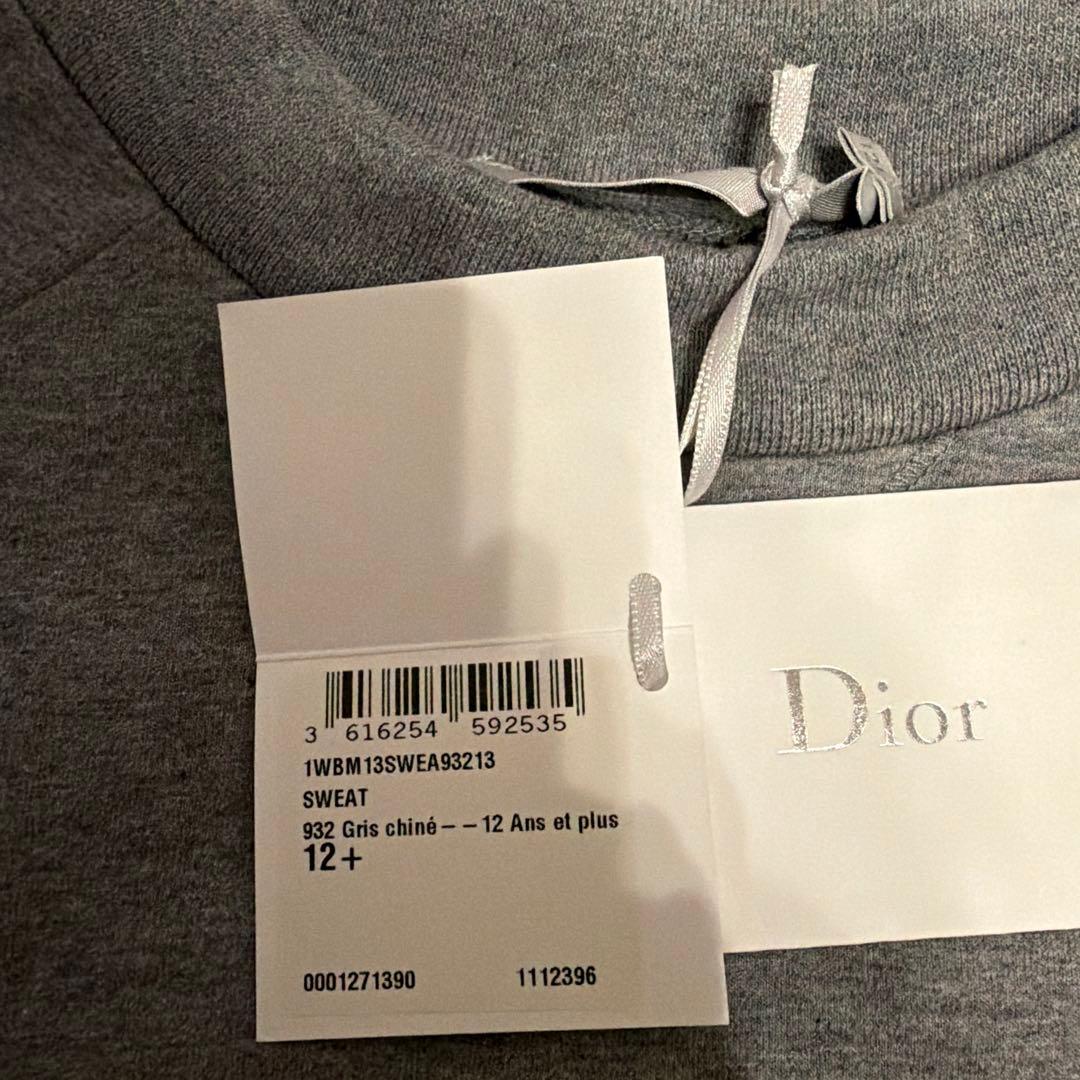 3 616254 592535
1WBM13SWEA93213
SWEAT
932 Gris chiné – – 12 Ans et plus
12+
0001271390 1112396
Dior